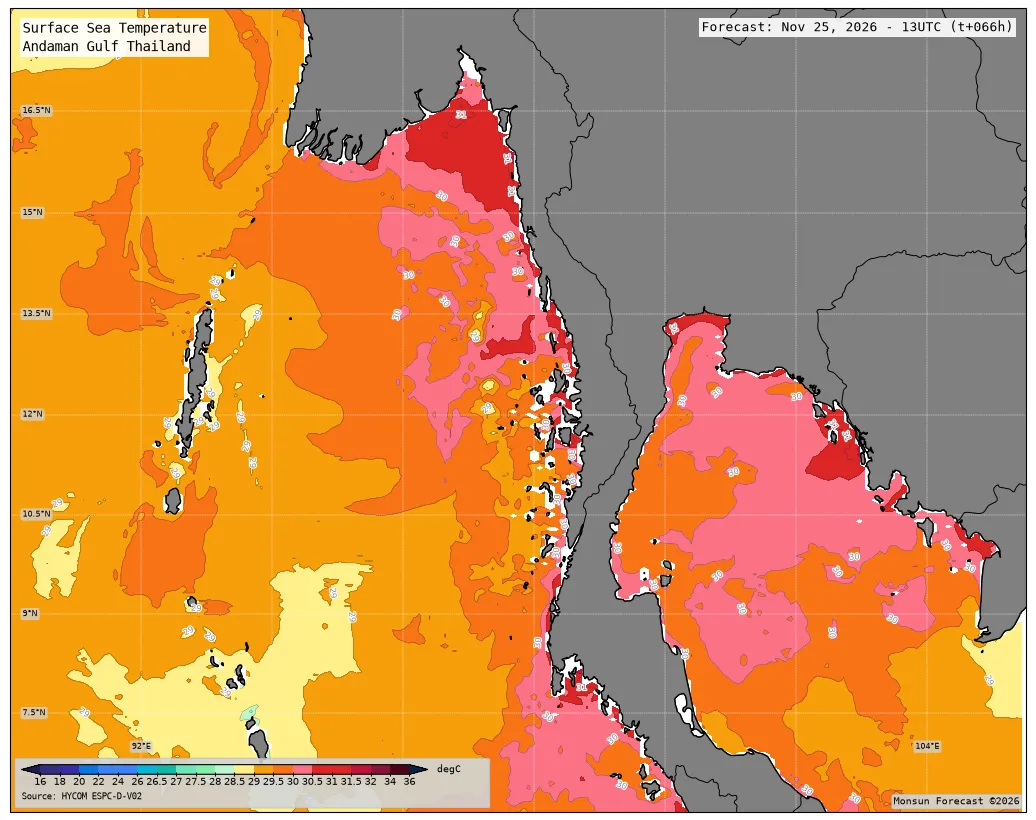 Surface Sea Temperature
Andaman Gulf Thailand
Forecast: Nov 25, 2026 - 13UTC (t+066h)
16.5°N
15°N
13.5°N
12°N
10.5°N
9°N
7.5°N
92°E
104°E
31
30
29
degC
16 18 20 22 24 26 26.5 27 27.5 28 28.5 29 29.5 30 30.5 31 31.5 32 34 36
Source: HYCOM ESPC-D-V02
Monsun Forecast ©2026